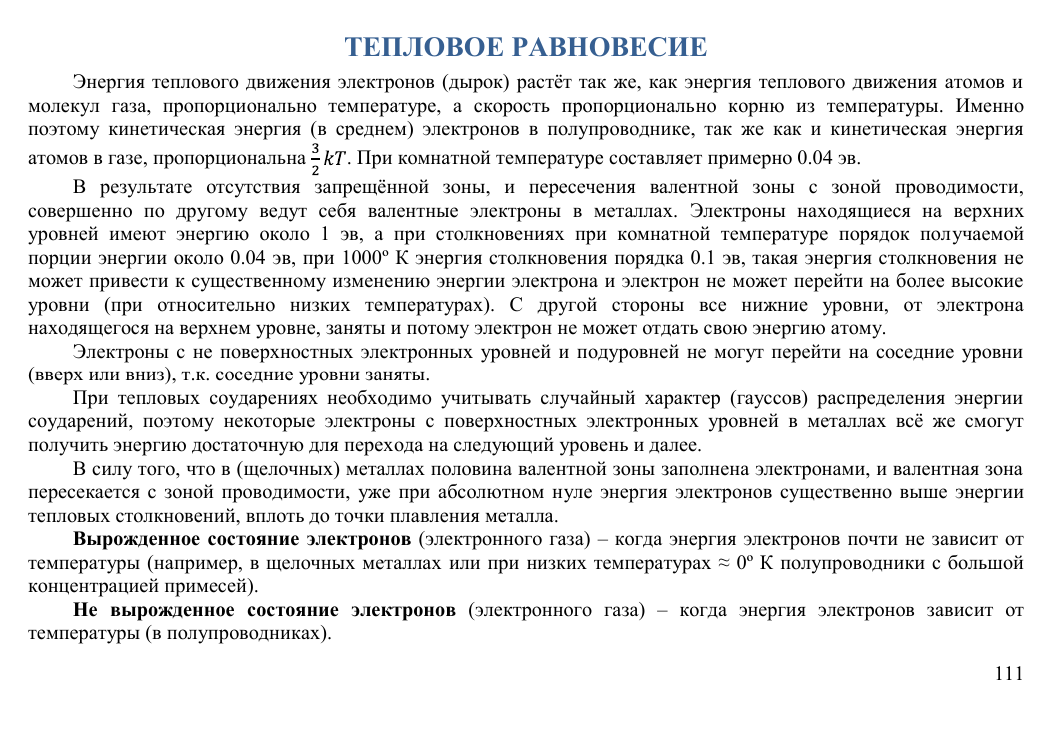 ТЕПЛОВОЕ РАВНОВЕСИЕ
Энергия теплового движения электронов (дырок) растёт так же, как энергия теплового движения атомов и
молекул газа, пропорционально температуре, а скорость пропорционально корню из температуры. Именно
поэтому кинетическая энергия (в среднем) электронов в полупроводнике, так же как и кинетическая энергия
атомов в газе, пропорциональна 3/2 kT. При комнатной температуре составляет примерно 0.04 эв.
В результате отсутствия запрещённой зоны, и пересечения валентной зоны с зоной проводимости,
совершенно по другому ведут себя валентные электроны в металлах. Электроны находящиеся на верхних
уровней имеют энергию около 1 эв, а при столкновениях при комнатной температуре порядок получаемой
порции энергии около 0.04 эв, при 1000º К энергия столкновения порядка 0.1 эв, такая энергия столкновения не
может привести к существенному изменению энергии электрона и электрон не может перейти на более высокие
уровни (при относительно низких температурах). С другой стороны все нижние уровни, от электрона
находящегося на верхнем уровне, заняты и потому электрон не может отдать свою энергию атому.
Электроны с не поверхностных электронных уровней и подуровней не могут перейти на соседние уровни
(вверх или вниз), т.к. соседние уровни заняты.
При тепловых соударениях необходимо учитывать случайный характер (гауссов) распределения энергии
соударений, поэтому некоторые электроны с поверхностных электронных уровней в металлах всё же смогут
получить энергию достаточную для перехода на следующий уровень и далее.
В силу того, что в (щелочных) металлах половина валентной зоны заполнена электронами, и валентная зона
пересекается с зоной проводимости, уже при абсолютном нуле энергия электронов существенно выше энергии
тепловых столкновений, вплоть до точки плавления металла.
Вырожденное состояние электронов (электронного газа) – когда энергия электронов почти не зависит от
температуры (например, в щелочных металлах или при низких температурах ≈ 0º К полупроводники с большой
концентрацией примесей).
Не вырожденное состояние электронов (электронного газа) – когда энергия электронов зависит от
температуры (в полупроводниках).
111